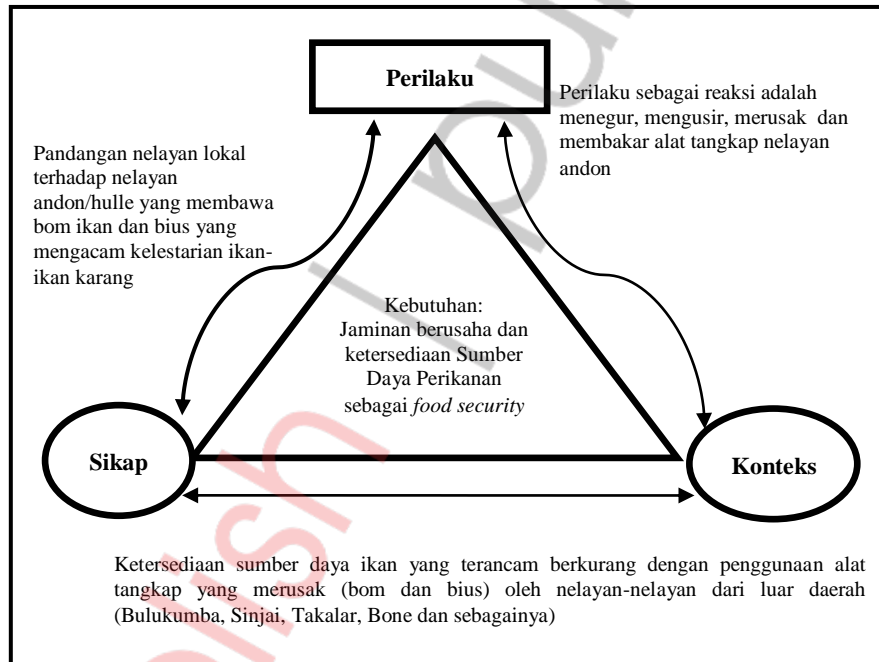 Perilaku
Perilaku sebagai reaksi adalah
menegur, mengusir, merusak dan
membakar alat tangkap nelayan
andon
Pandangan nelayan lokal
terhadap nelayan
andon/hulle yang membawa
bom ikan dan bius yang
mengacam kelestarian ikan-
ikan karang
Kebutuhan:
Jaminan berusaha dan
ketersediaan Sumber
Daya Perikanan
sebagai food security
Sikap
Konteks
Ketersediaan sumber daya ikan yang terancam berkurang dengan penggunaan alat
tangkap yang merusak (bom dan bius) oleh nelayan-nelayan dari luar daerah
(Bulukumba, Sinjai, Takalar, Bone dan sebagainya)